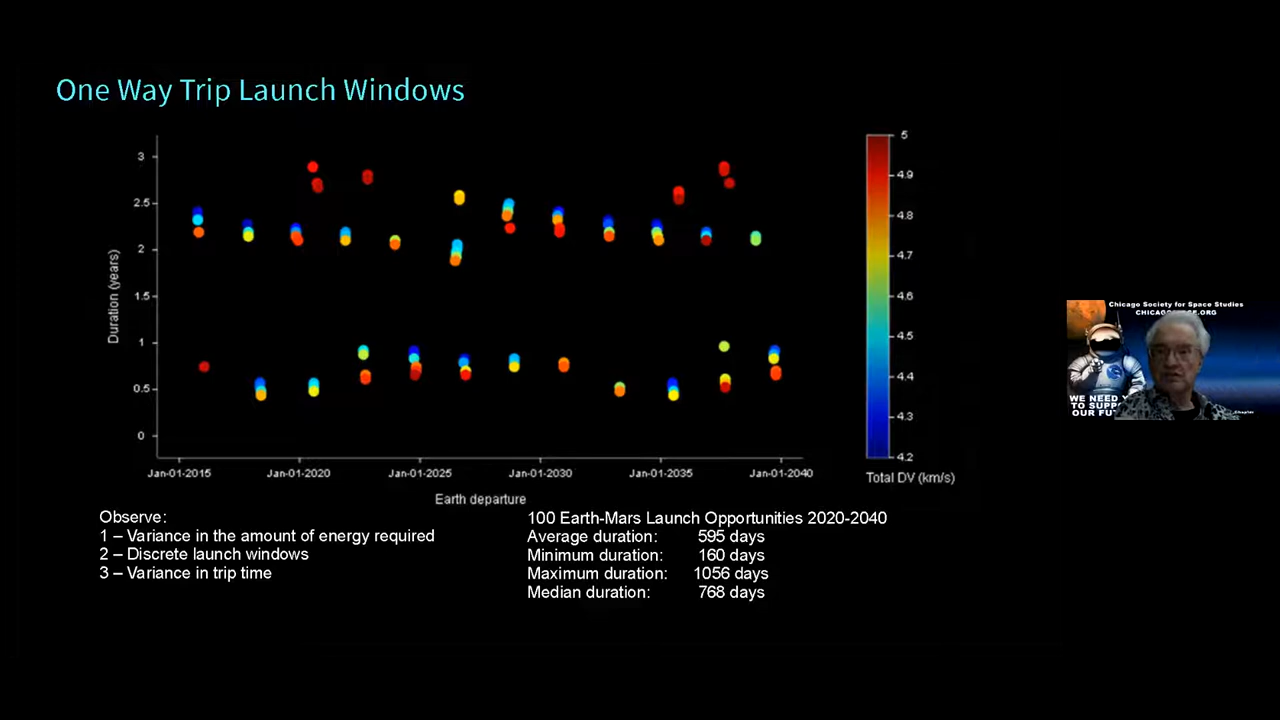 One Way Trip Launch Windows
3
2.5
2
1.5
1
0.5
0
Duration (years)
Jan-01-2015 Jan-01-2020 Jan-01-2025 Jan-01-2030 Jan-01-2035 Jan-01-2040
Earth departure
5
4.9
4.8
4.7
4.6
4.5
4.4
4.3
4.2
Total DV (km/s)
Observe:
1 – Variance in the amount of energy required
2 – Discrete launch windows
3 – Variance in trip time
100 Earth-Mars Launch Opportunities 2020-2040
Average duration: 595 days
Minimum duration: 160 days
Maximum duration: 1056 days
Median duration: 768 days
Chicago Society for Space Studies
WE NEED
TO SUPP
OUR FU
Chapter